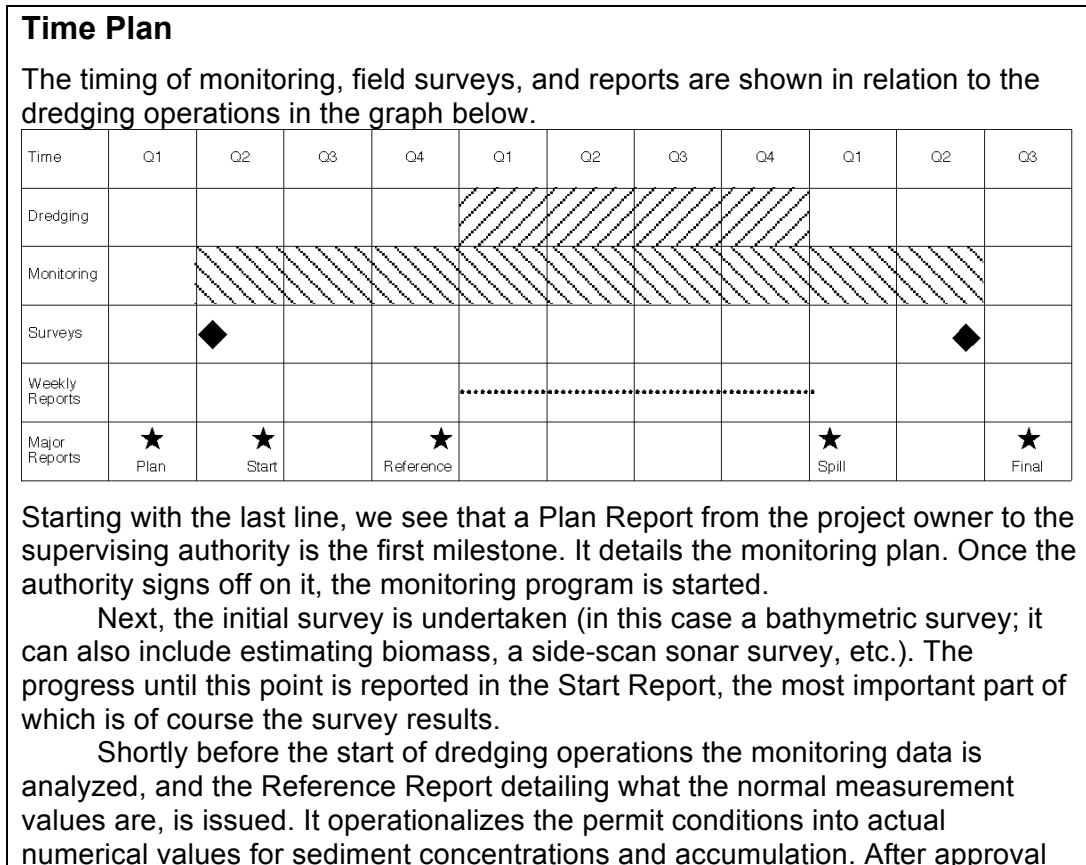 Time Plan
The timing of monitoring, field surveys, and reports are shown in relation to the
dredging operations in the graph below.
Time Q1 Q2 Q3 Q4 Q1 Q2 Q3 Q4 Q1 Q2 Q3
Dredging
Monitoring
Surveys
Weekly
Reports
Major
Reports
Plan Start Reference Spill Final
Starting with the last line, we see that a Plan Report from the project owner to the
supervising authority is the first milestone. It details the monitoring plan. Once the
authority signs off on it, the monitoring program is started.
Next, the initial survey is undertaken (in this case a bathymetric survey; it
can also include estimating biomass, a side-scan sonar survey, etc.). The
progress until this point is reported in the Start Report, the most important part of
which is of course the survey results.
Shortly before the start of dredging operations the monitoring data is
analyzed, and the Reference Report detailing what the normal measurement
values are, is issued. It operationalizes the permit conditions into actual
numerical values for sediment concentrations and accumulation. After approval